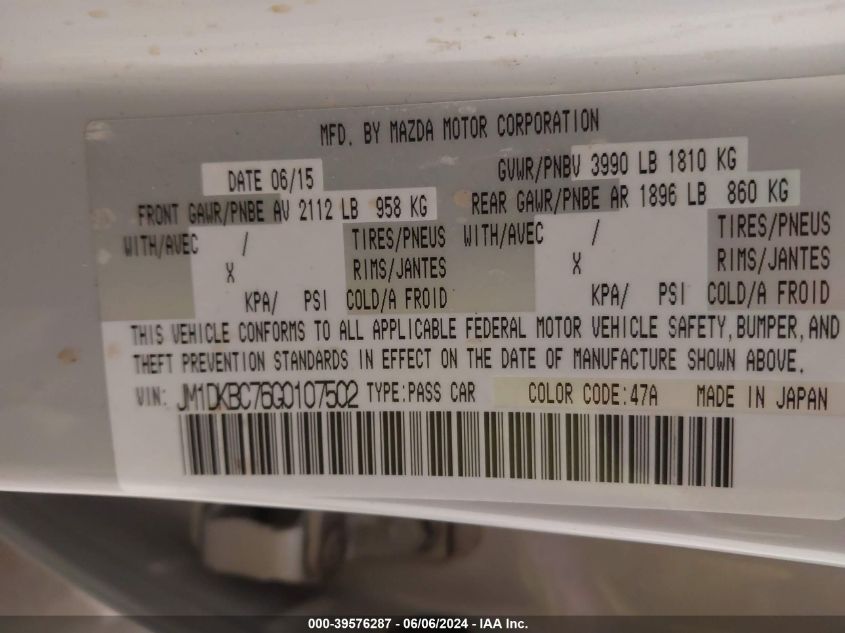 MFD. BY MAZDA MOTOR CORPORATION
DATE 06/15 GVWR/PNBV 3990 LB 1810 KG
FRONT GAWR/PNBE AV 2112 LB 958 KG REAR GAWR/PNBE AR 1896 LB 860 KG
WITH/AVEC / TIRES/PNEUS WITH/AVEC / TIRES/PNEUS
X RIMS/JANTES X RIMS/JANTES
KPA/ PSI COLD/A FROID KPA/ PSI COLD/A FROID
THIS VEHICLE CONFORMS TO ALL APPLICABLE FEDERAL MOTOR VEHICLE SAFETY, BUMPER, AND
THEFT PREVENTION STANDARDS IN EFFECT ON THE DATE OF MANUFACTURE SHOWN ABOVE.
VIN: JM1DKBC76G0107502 TYPE:PASS CAR COLOR CODE:47A MADE IN JAPAN
000-39576287 - 06/06/2024 - IAA Inc.